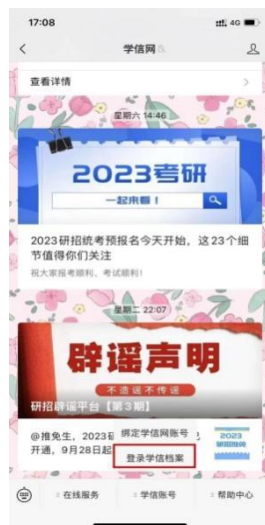 17:08
4G
学信网
查看详情
星期六 14:46
2023考研
一起来看！
2023研招统考预报名今天开始，这23个细
节值得你们关注
祝大家报考顺利、考试顺利！
星期二 22:07
辟谣声明
不造谣不传谣
研招辟谣平台【第3期】
@推免生，2023研
开通，9月28日起
2023
绑定学信网账号
登录学信档案
在线服务
学信账号
帮助中心